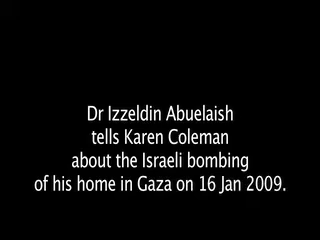 Dr Izzeldin Abuelaish
tells Karen Coleman
about the Israeli bombing
of his home in Gaza on 16 Jan 2009.